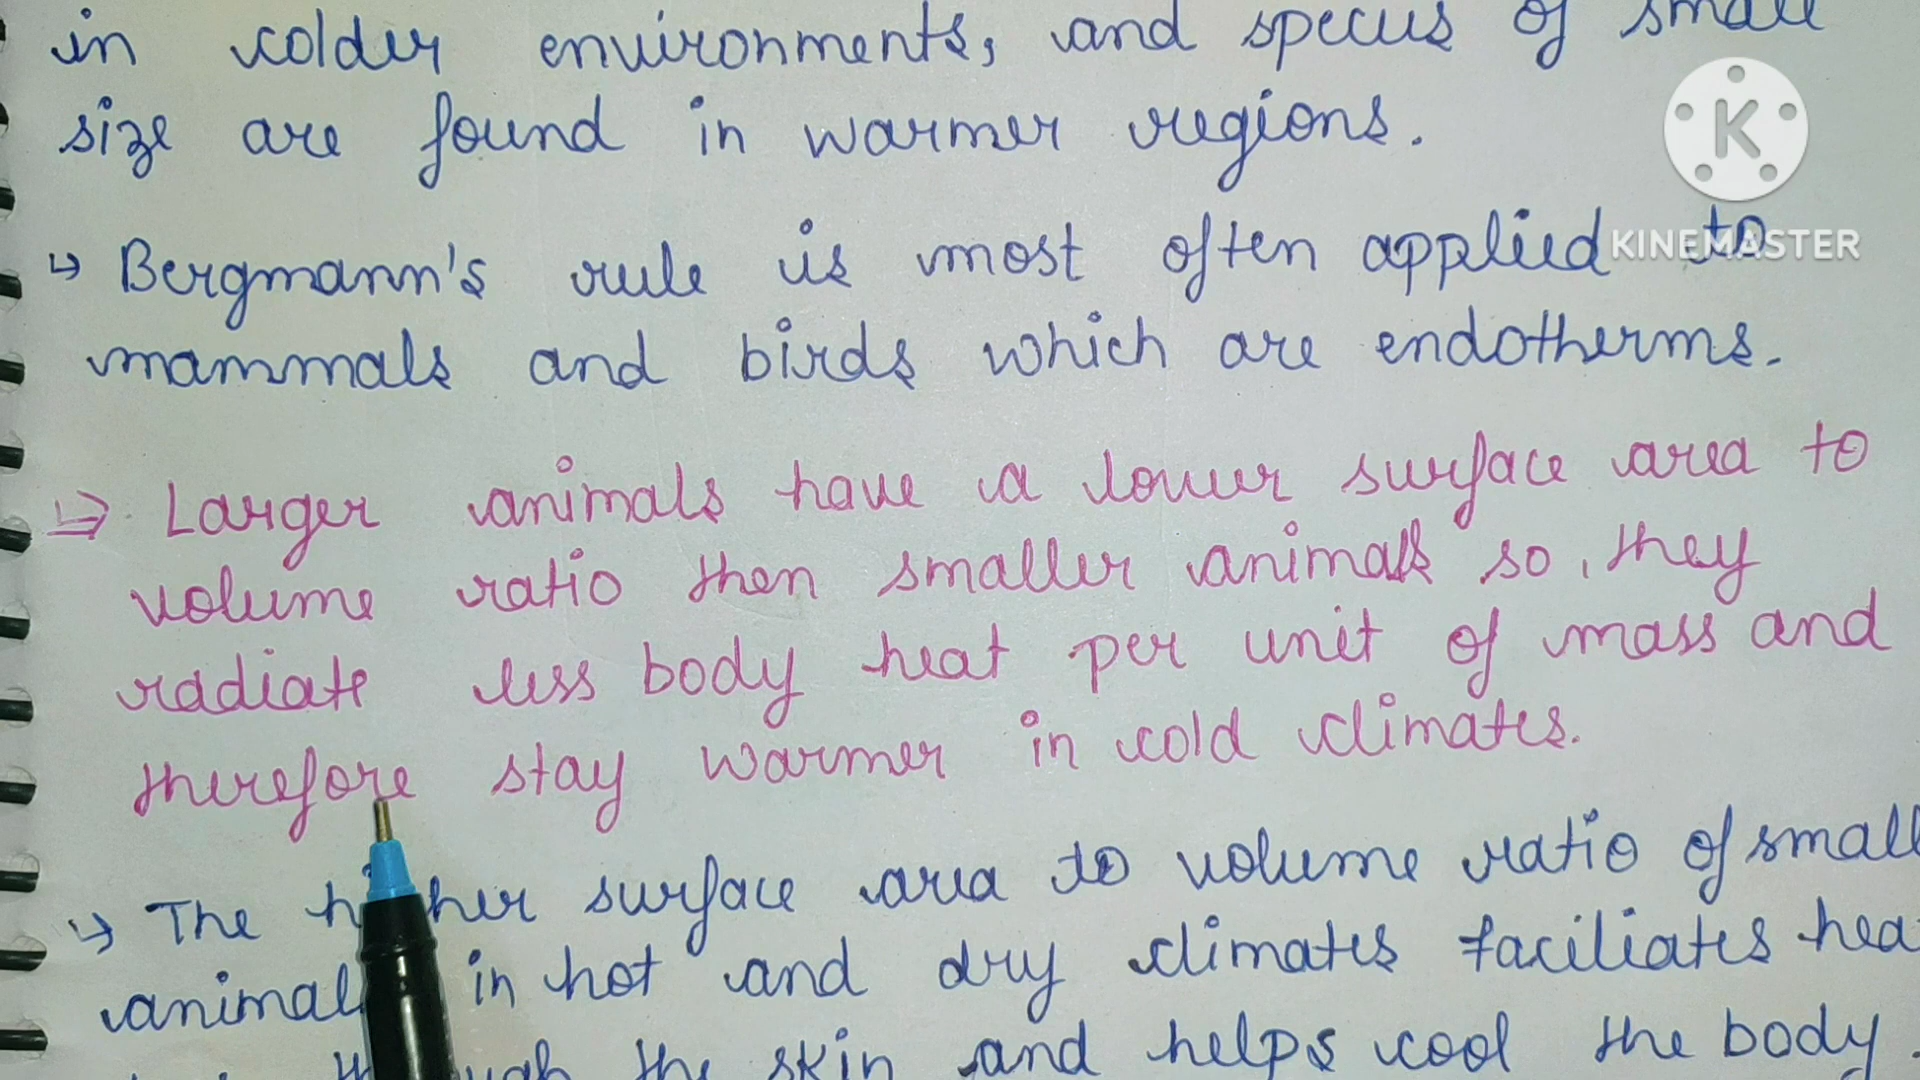 in colder environments, and species of small
size are found in warmer regions.
K
KINEMASTER
↳ Bergmann's rule is most often applied to
mammals and birds which are endotherms.
⇒ Larger animals have a lower surface area to
volume ratio then smaller animals so, they
radiate less body heat per unit of mass and
therefore stay warmer in cold climates.
↳ The surface area to volume ratio of small
animal in hot and dry climates faciliates hea
the skin and helps cool the body.